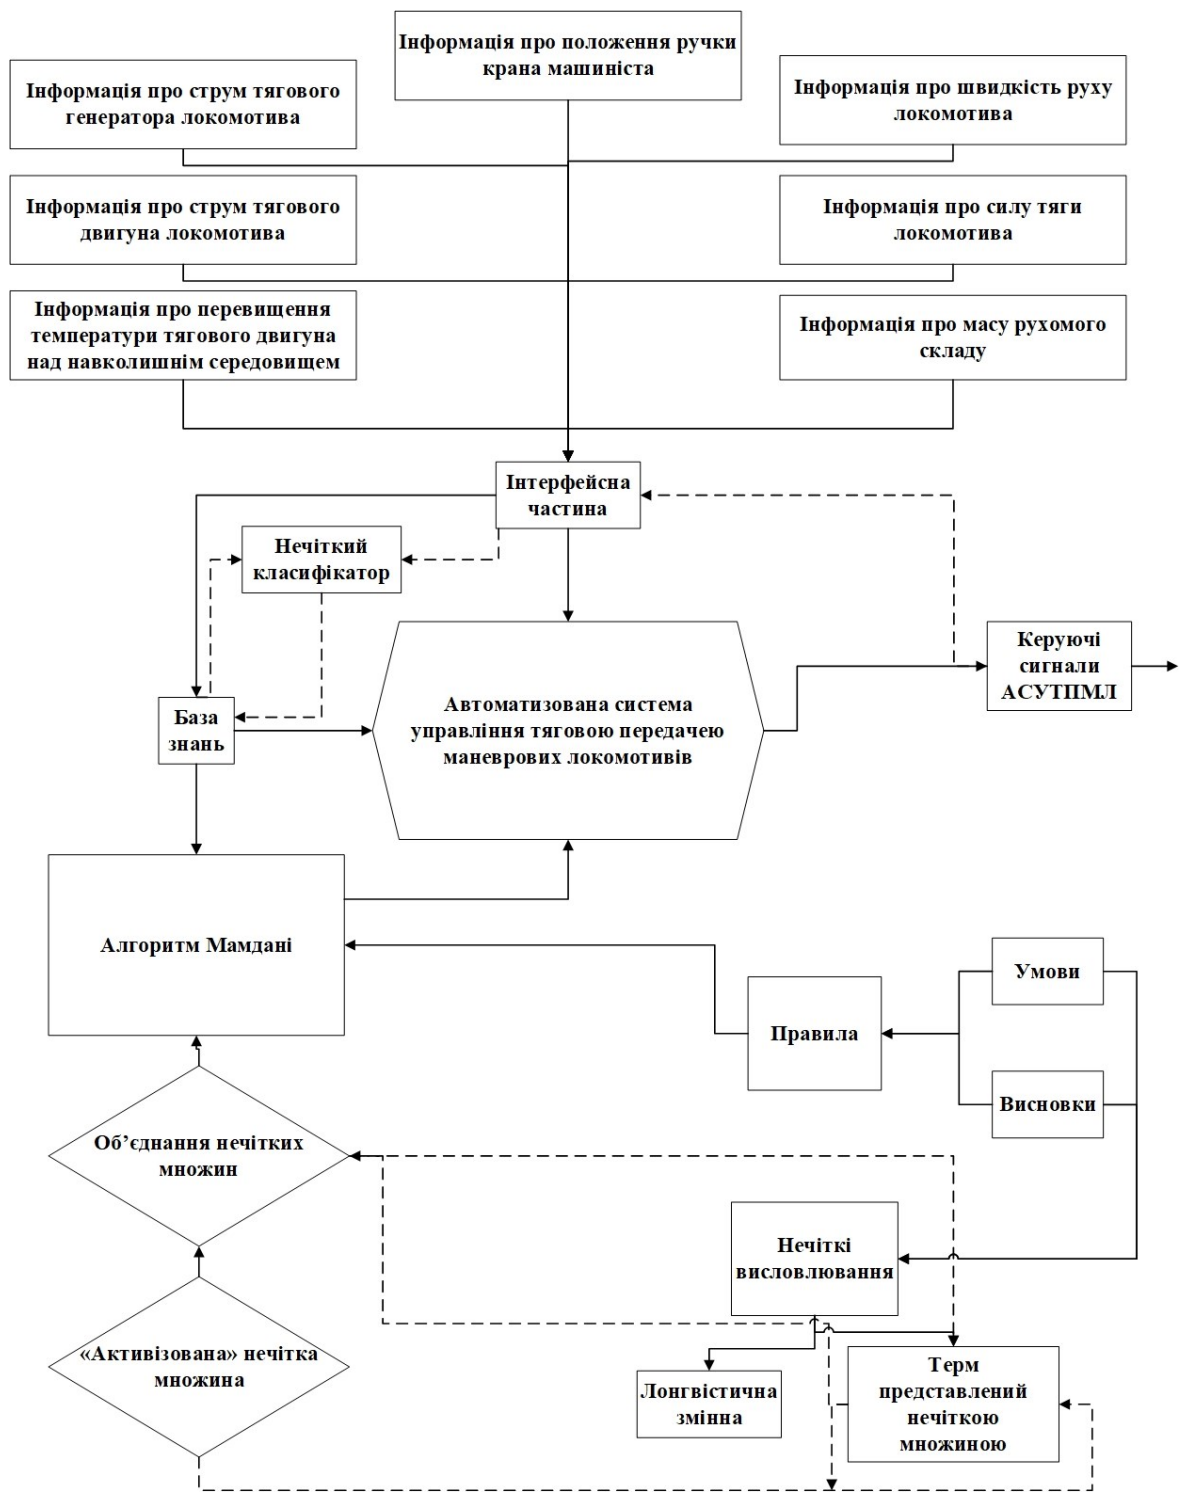 Інформація про положення ручки
крана машиніста
Інформація про струм тягового
генератора локомотива
Інформація про швидкість руху
локомотива
Інформація про струм тягового
двигуна локомотива
Інформація про силу тяги
локомотива
Інформація про перевищення
температури тягового двигуна
над навколишнім середовищем
Інформація про масу рухомого
складу
Інтерфейсна
частина
Нечіткий
класифікатор
Керуючі
сигнали
АСУТПМЛ
База
знань
Автоматизована система
управління тяговою передачею
маневрових локомотивів
Алгоритм Мамдані
Умови
Правила
Висновки
Об’єднання нечітких
множин
Нечіткі
висловлювання
«Активізована» нечітка
множина
Лонгвістична
змінна
Терм
представлений
нечіткою
множиною